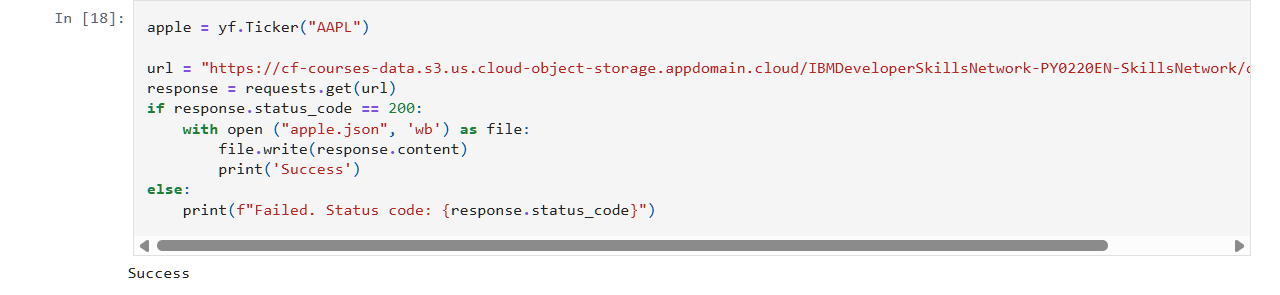 In [18]:
apple = yf.Ticker("AAPL")
url = "https://cf-courses-data.s3.us.cloud-object-storage.appdomain.cloud/IBMDeveloperSkillsNetwork-PY0220EN-SkillsNetwork/
response = requests.get(url)
if response.status_code == 200:
    with open ("apple.json", 'wb') as file:
        file.write(response.content)
        print('Success')
else:
    print(f"Failed. Status code: {response.status_code}")
Success